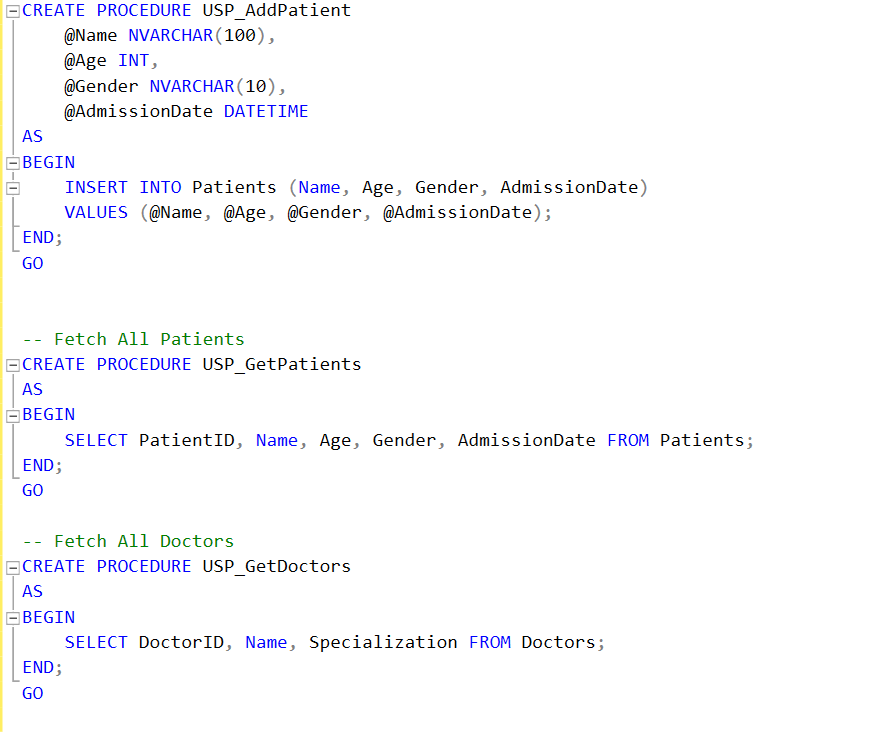 CREATE PROCEDURE USP_AddPatient
    @Name NVARCHAR(100),
    @Age INT,
    @Gender NVARCHAR(10),
    @AdmissionDate DATETIME
AS
BEGIN
    INSERT INTO Patients (Name, Age, Gender, AdmissionDate)
    VALUES (@Name, @Age, @Gender, @AdmissionDate);
END;
GO

-- Fetch All Patients
CREATE PROCEDURE USP_GetPatients
AS
BEGIN
    SELECT PatientID, Name, Age, Gender, AdmissionDate FROM Patients;
END;
GO

-- Fetch All Doctors
CREATE PROCEDURE USP_GetDoctors
AS
BEGIN
    SELECT DoctorID, Name, Specialization FROM Doctors;
END;
GO